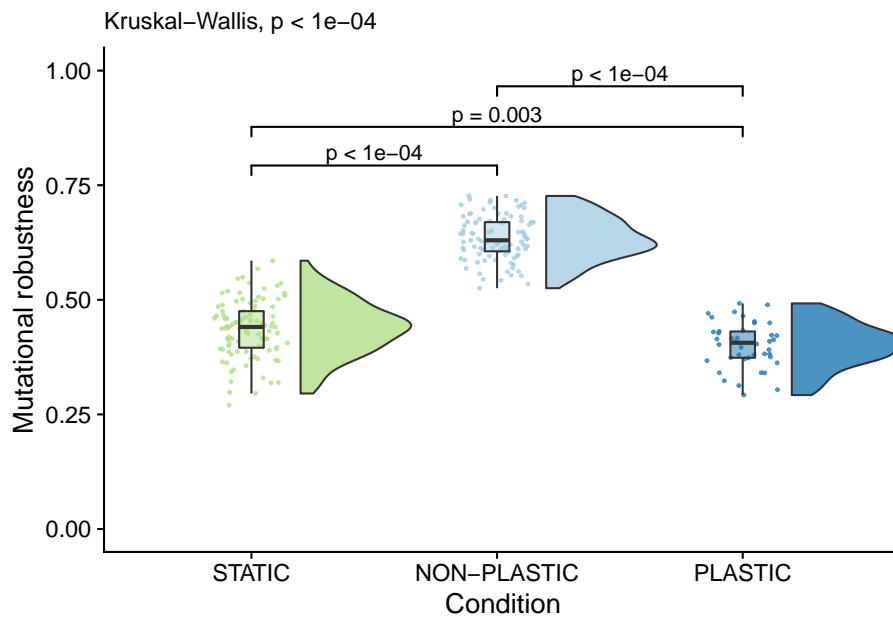 Kruskal−Wallis, p < 1e−04
1.00
p < 1e−04
p = 0.003
p < 1e−04
0.75
0.50
0.25
0.00
Mutational robustness
STATIC
NON−PLASTIC
PLASTIC
Condition